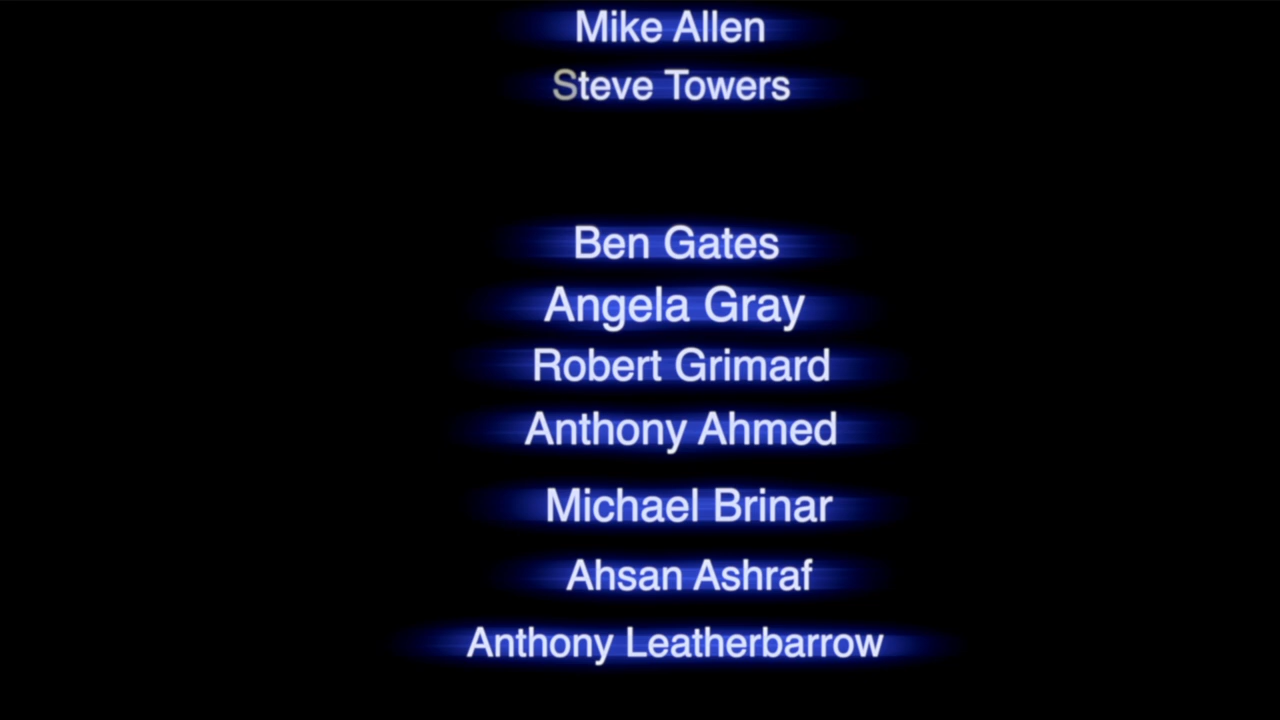 Mike Allen
Steve Towers
Ben Gates
Angela Gray
Robert Grimard
Anthony Ahmed
Michael Brinar
Ahsan Ashraf
Anthony Leatherbarrow